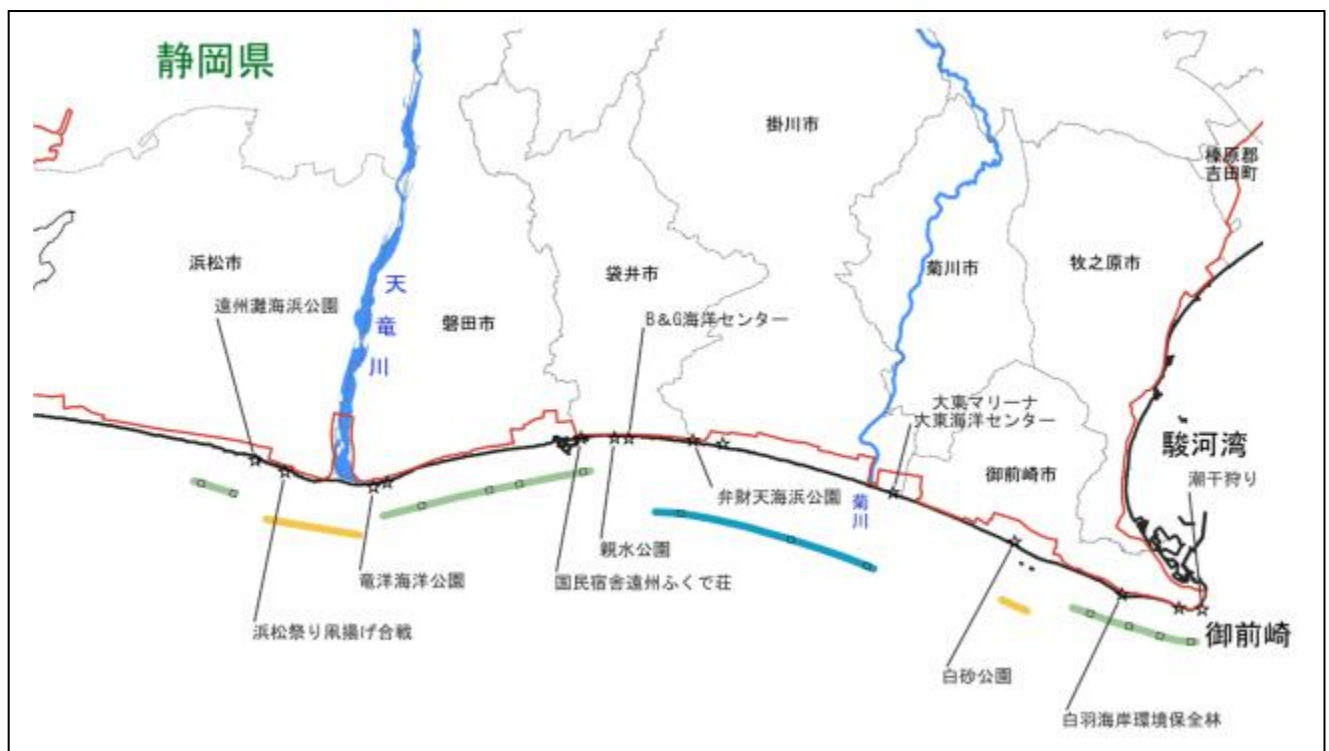 静岡県
掛川市
榛原郡
吉田町
浜松市
天竜川
袋井市
菊川市
牧之原市
遠州灘海浜公園
磐田市
B&G海洋センター
大東マリーナ
大東海洋センター
駿河湾
御前崎市
潮干狩り
弁財天海浜公園
菊川
親水公園
竜洋海洋公園
国民宿舎遠州ふくで荘
浜松祭り凧揚げ合戦
御前崎
白砂公園
白羽海岸環境保全林